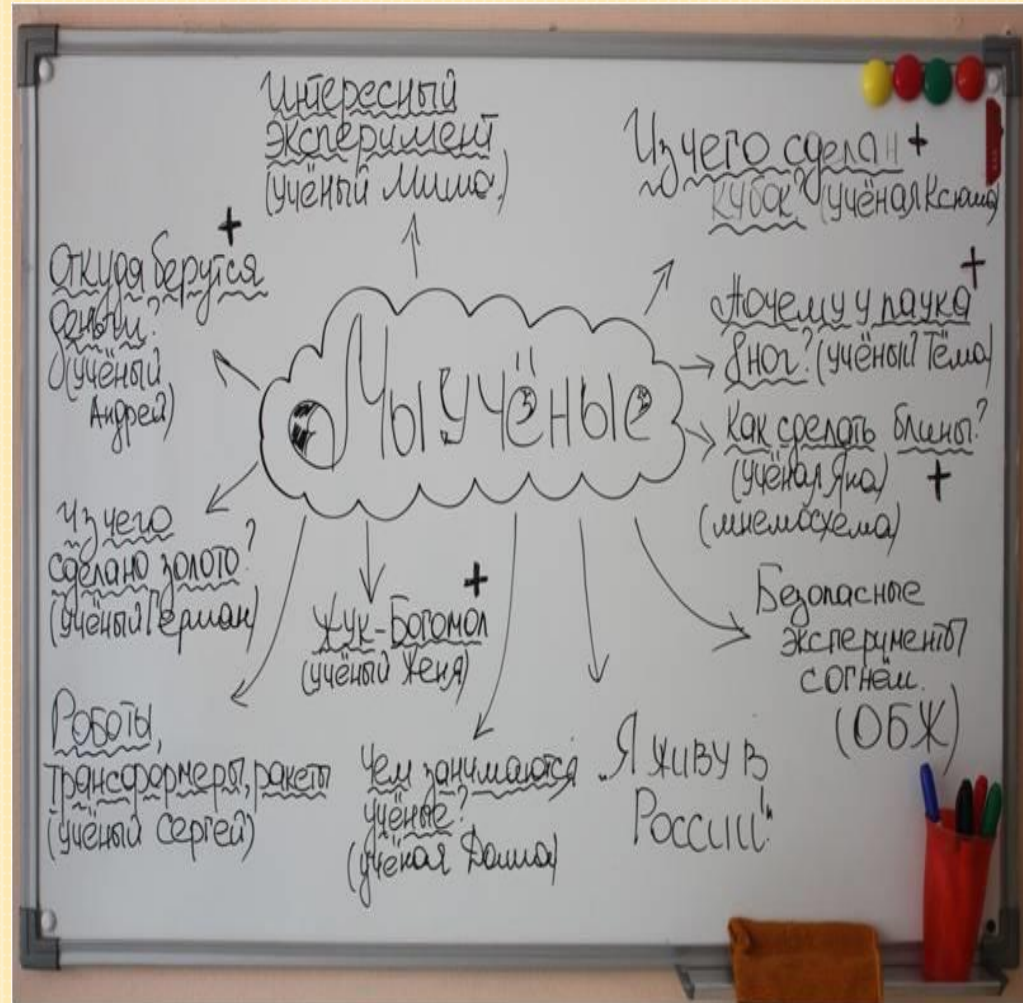 Интересный
эксперимент
(учёный Миша)
Из чего сделан +
кубок? (учёная Ксюша)
+
Откуда берутся
деньги?
(учёный
Андрей)
+
Почему у паука
8 ног? (учёный Тёма)
Мы учёные
Как сделать блины?
(учёная Яна) +
(мнемосхема)
Из чего
сделано золото?
(учёный Герман)
+
Жук-Богомол
(учёный Женя)
Безопасные
эксперименты
с огнём.
(ОБЖ)
Роботы,
трансформеры, ракеты
(учёный Сергей)
Чем занимаются
учёные?
(учёная Даша)
"Я живу в
России"